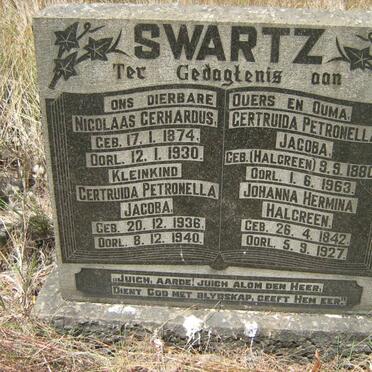 SWARTZ
Ter Gedagtenis aan
ONS DIERBARE
NICOLAAS GERHARDUS.
GEB. 17.1.1874.
OORL. 12.1.1930.
KLEINKIND
GERTRUIDA PETRONELLA
JACOBA.
GEB. 20.12.1936.
OORL. 8.12.1940.
OUERS EN OUMA.
GERTRUIDA PETRONELLA
JACOBA.
GEB. (HALGREEN) 9.9.1880
OORL. 1.6.1963.
JOHANNA HERMINA
HALGREEN.
GEB. 26.4.1842.
OORL. 5.9.1927.
"JUICH, AARDE! JUICH ALOM DEN HEER;
DIENT GOD MET BLYDSKAP, GEEFT HEM EER"